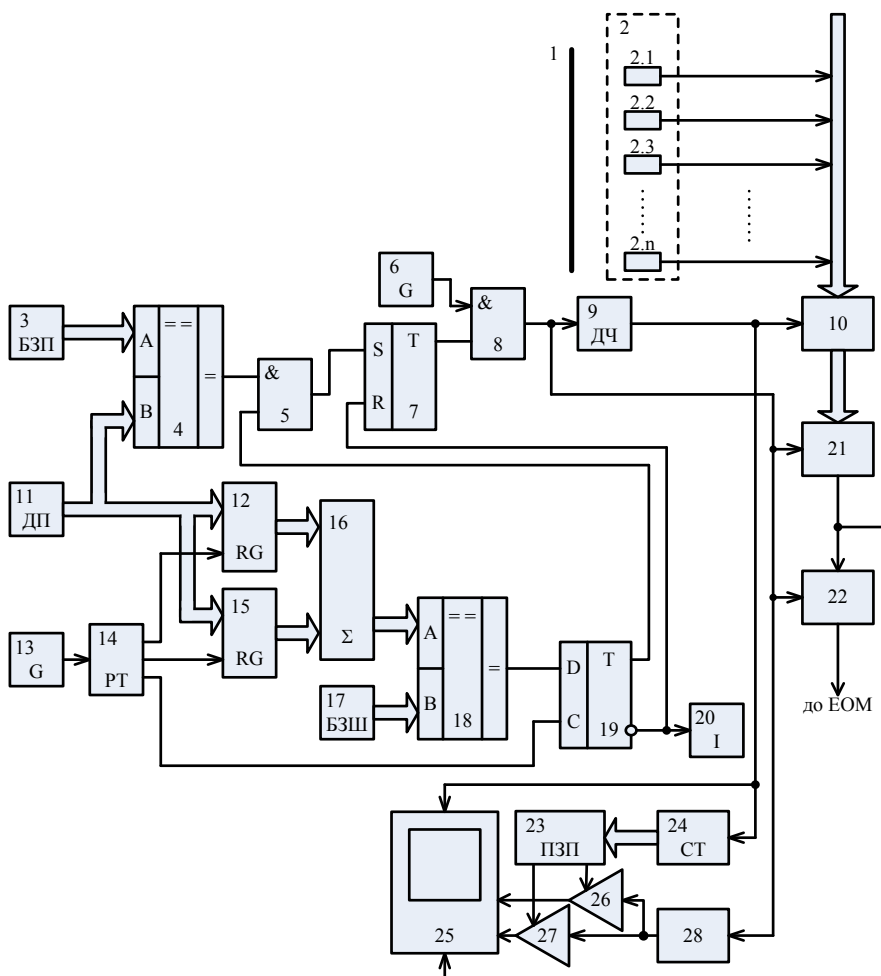 1
2
2.1
2.2
2.3
2.n
3
БЗП
A
B
= =
=
4
&
5
6
G
S
R
T
7
&
8
9
ДЧ
10
11
ДП
12
RG
13
G
14
РТ
15
RG
16
Σ
17
БЗШ
A
B
= =
=
18
D
C
T
19
20
I
21
22
до ЕОМ
23
ПЗП
24
СТ
25
26
27
28